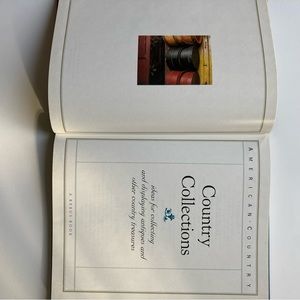 AMERICAN COUNTRY
Country
Collections
ideas for collecting
and displaying antiques and
other country treasures
A REBUS BOOK